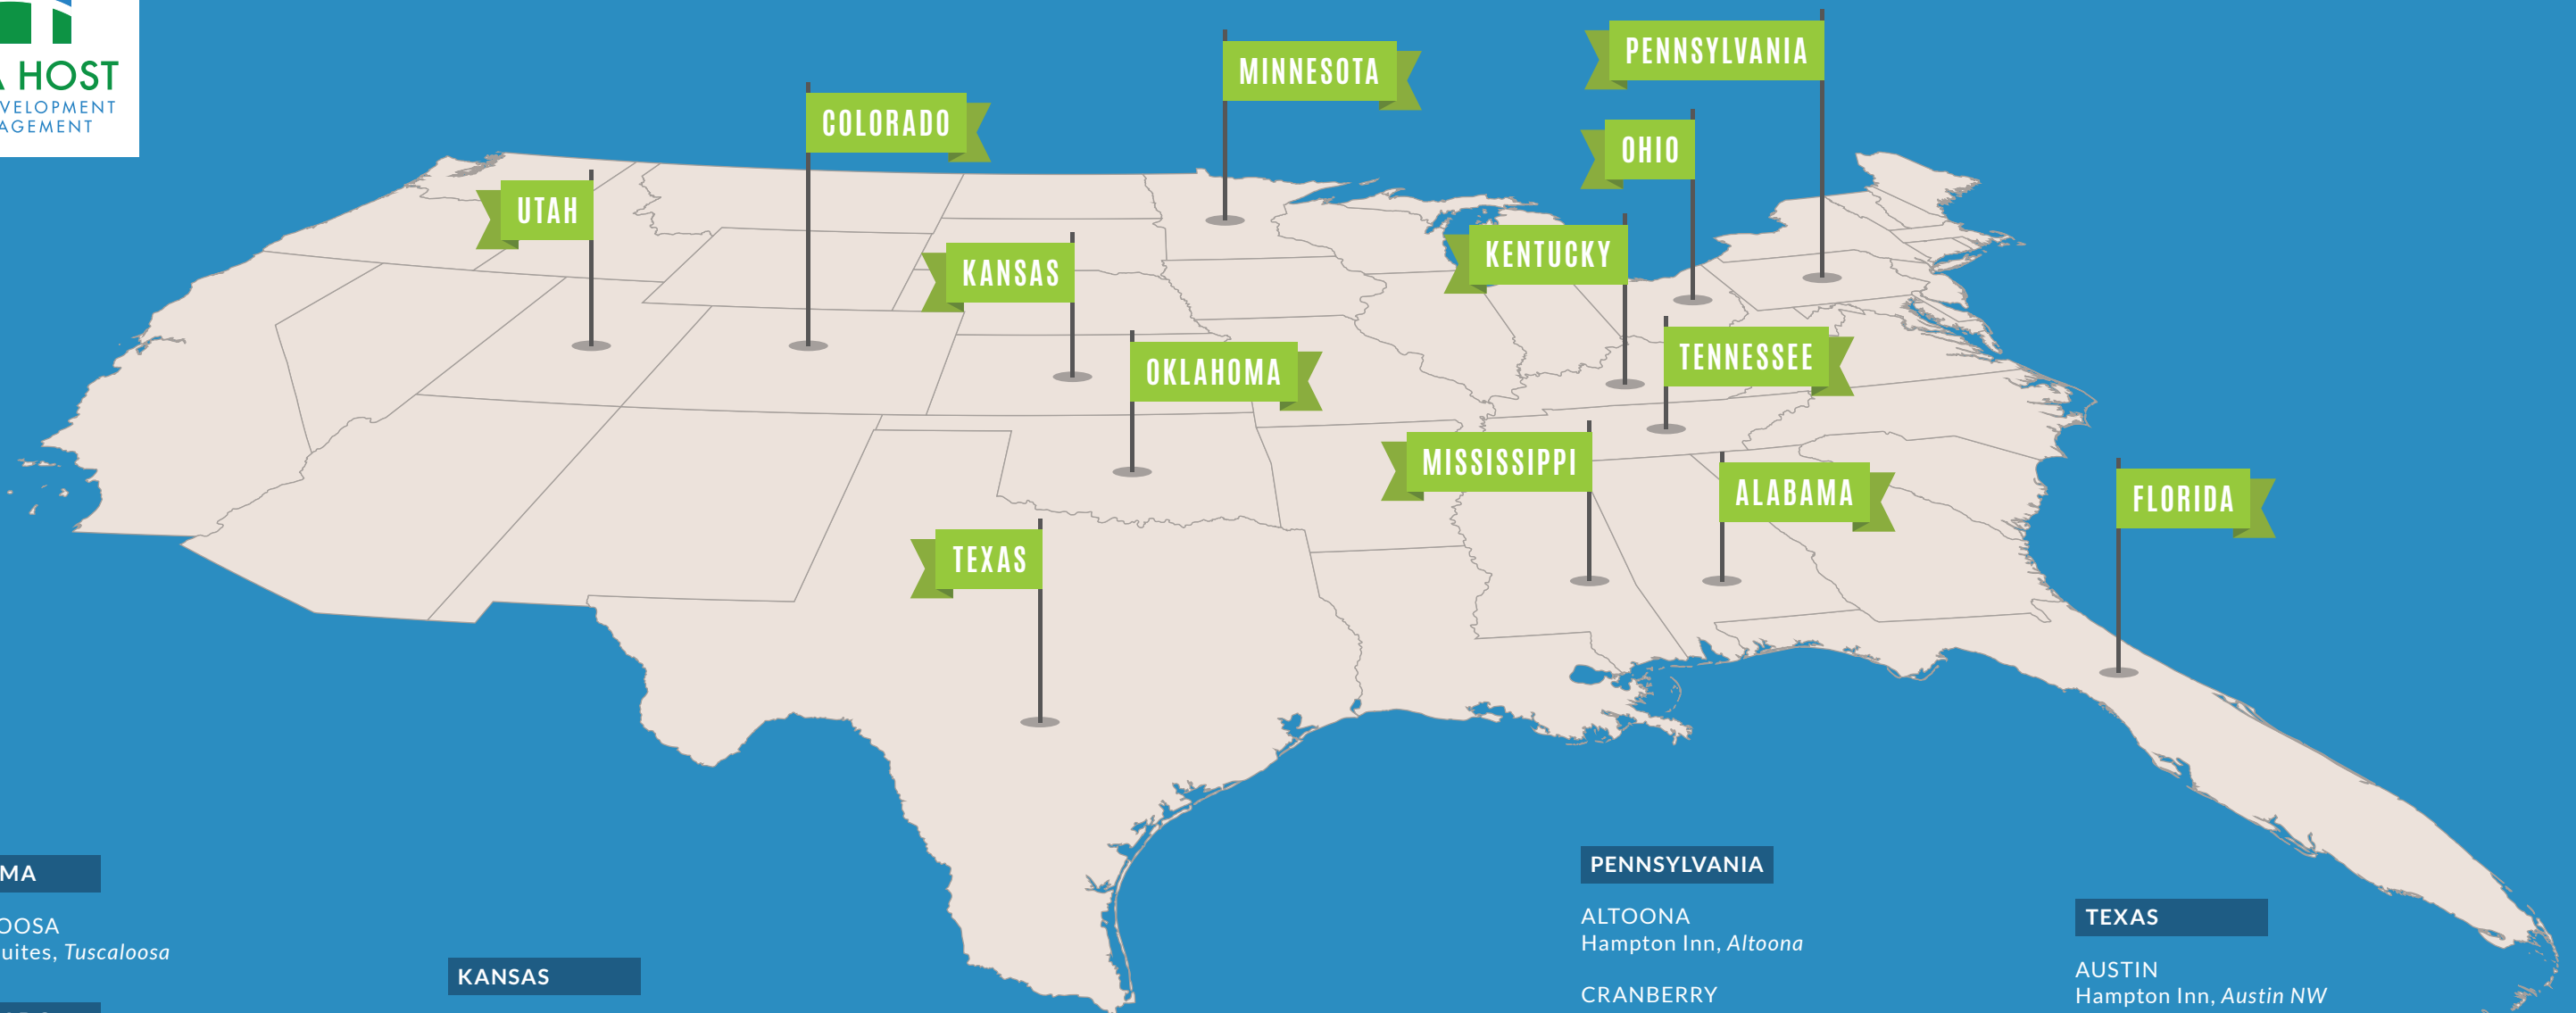 HOST
VELOPMENT
AGEMENT
MINNESOTA
PENNSYLVANIA
COLORADO
OHIO
UTAH
KANSAS
KENTUCKY
OKLAHOMA
TENNESSEE
MISSISSIPPI
ALABAMA
FLORIDA
TEXAS
MA
OOSA
uites, Tuscaloosa
KANSAS
PENNSYLVANIA
ALTOONA
Hampton Inn, Altoona
CRANBERRY
TEXAS
AUSTIN
Hampton Inn, Austin NW